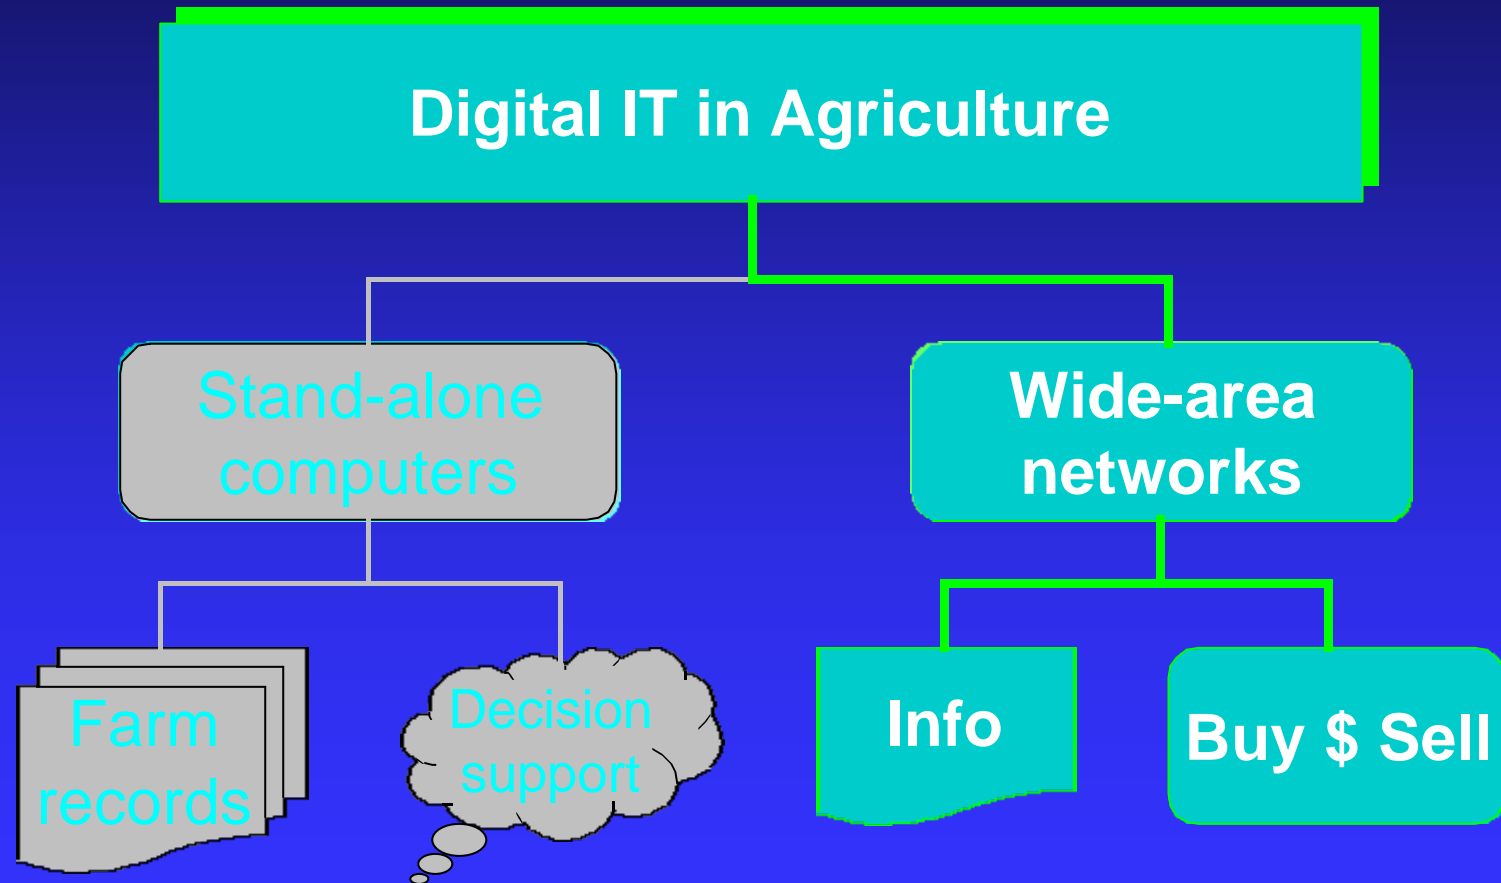 Digital IT in Agriculture
Stand-alone
computers
Wide-area
networks
Farm
records
Decision
support
Info
Buy $ Sell